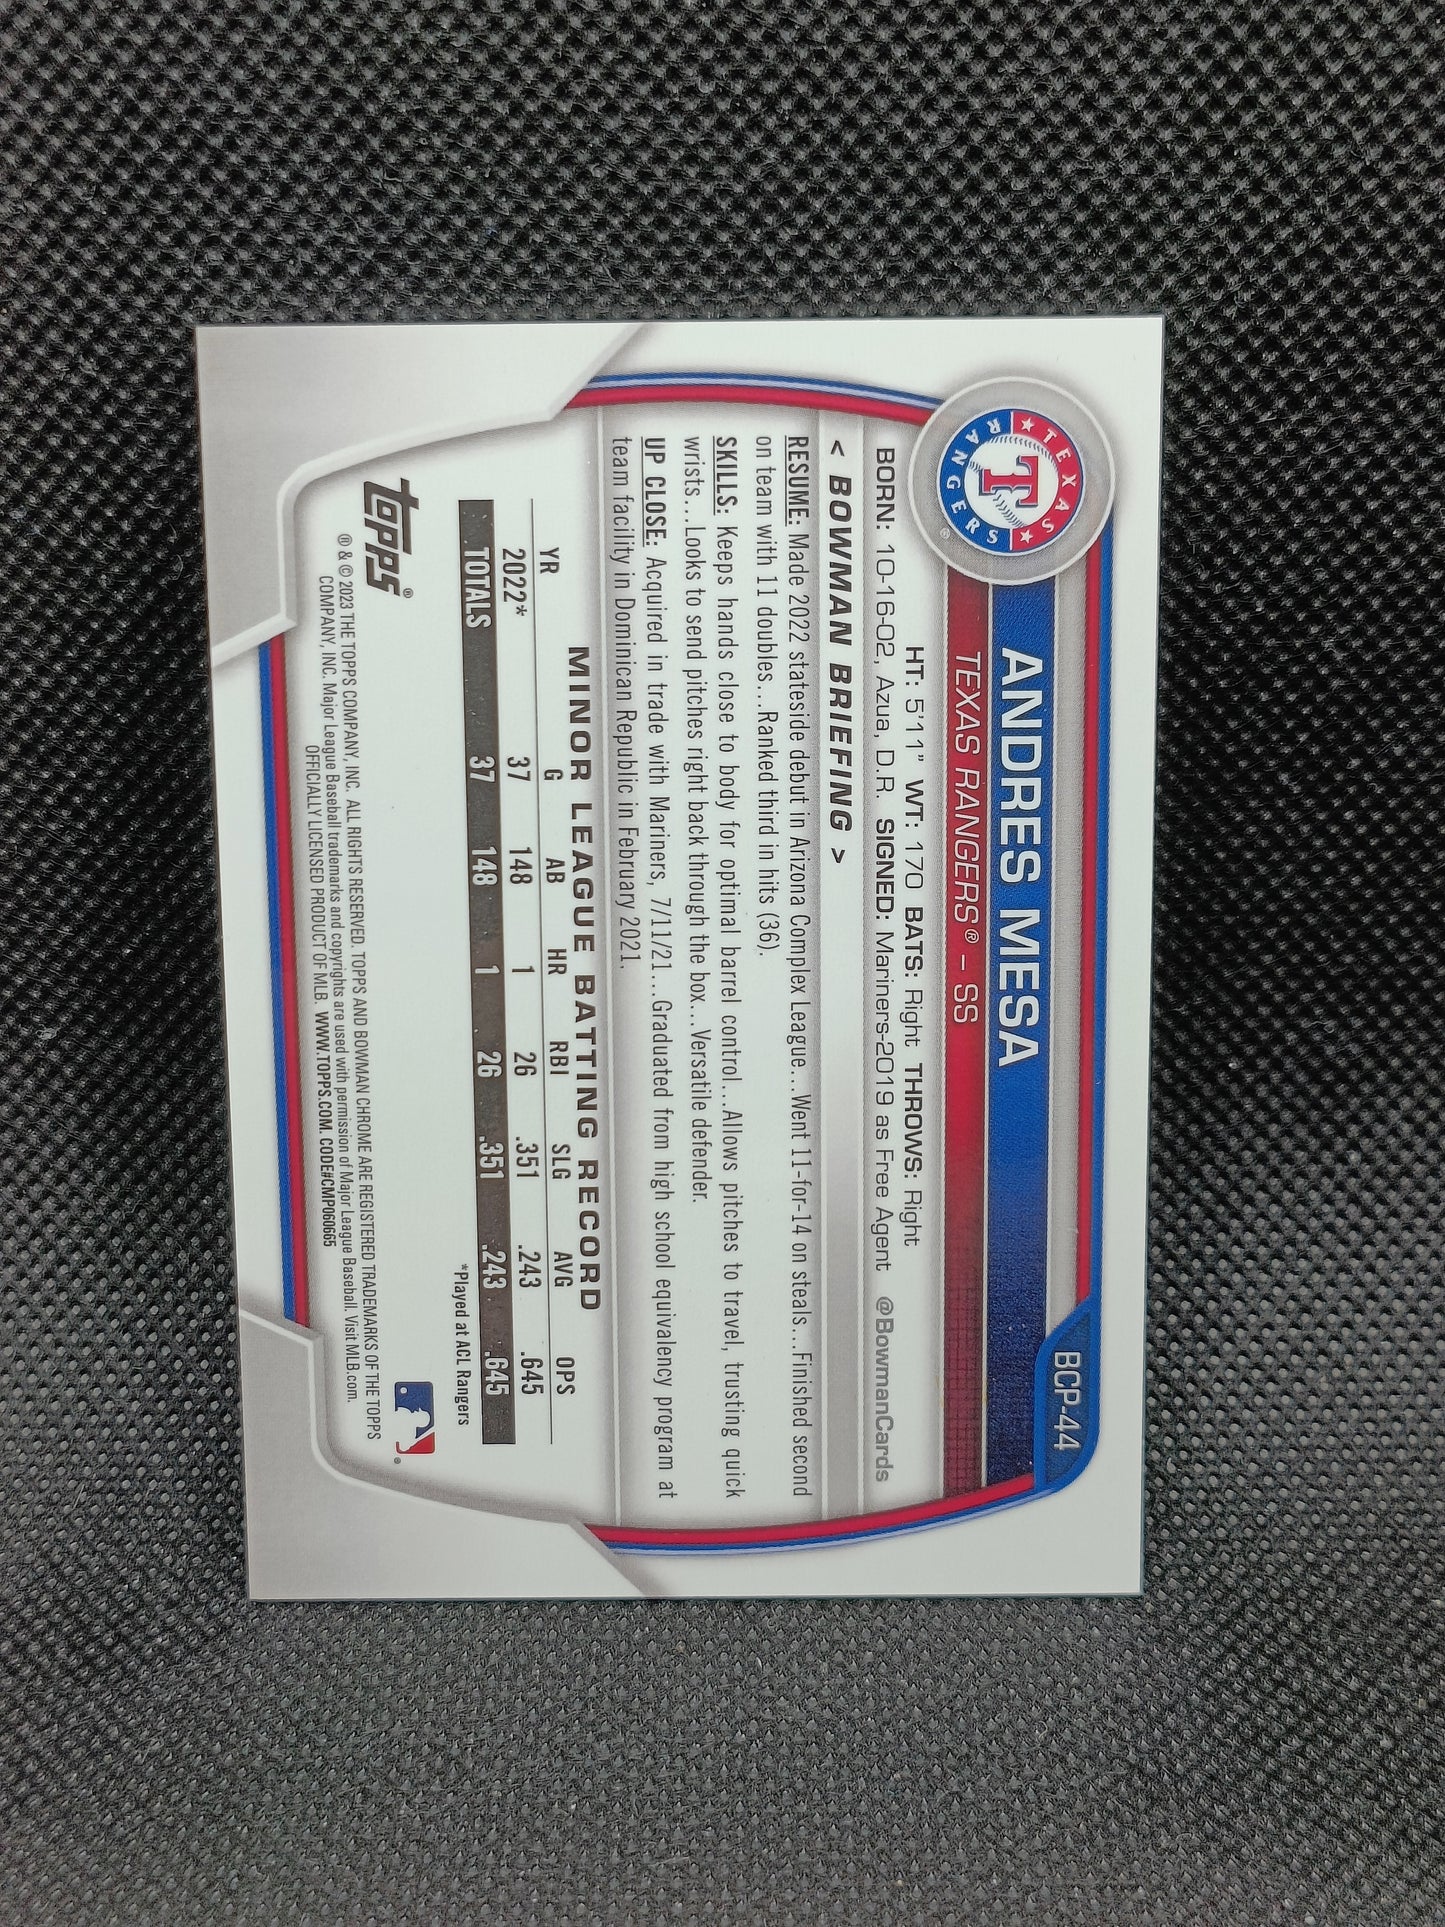 TEXAS RANGERS
T
®
BCP-44
ANDRES MESA
TEXAS RANGERS® – SS
HT: 5'11" WT: 170 BATS: Right THROWS: Right
BORN: 10-16-02, Azua, D.R. SIGNED: Mariners-2019 as Free Agent @BowmanCards
< BOWMAN BRIEFING >
RESUME: Made 2022 stateside debut in Arizona Complex League...Went 11-for-14 on steals...Finished second
on team with 11 doubles...Ranked third in hits (36).
SKILLS: Keeps hands close to body for optimal barrel control...Allows pitches to travel, trusting quick
wrists...Looks to send pitches right back through the box...Versatile defender.
UP CLOSE: Acquired in trade with Mariners, 7/11/21...Graduated from high school equivalency program at
team facility in Dominican Republic in February 2021.
MINOR LEAGUE BATTING RECORD
YR G AB HR RBI SLG AVG OPS
2022* 37 148 1 26 .351 .243 .645
TOTALS 37 148 1 26 .351 .243 .645
*Played at ACL Rangers
topps®
® & © 2023 THE TOPPS COMPANY, INC. ALL RIGHTS RESERVED. TOPPS AND BOWMAN CHROME ARE REGISTERED TRADEMARKS OF THE TOPPS
COMPANY, INC. Major League Baseball trademarks and copyrights are used with permission of Major League Baseball. Visit MLB.com.
OFFICIALLY LICENSED PRODUCT OF MLB. WWW.TOPPS.COM. CODE#CMP060665